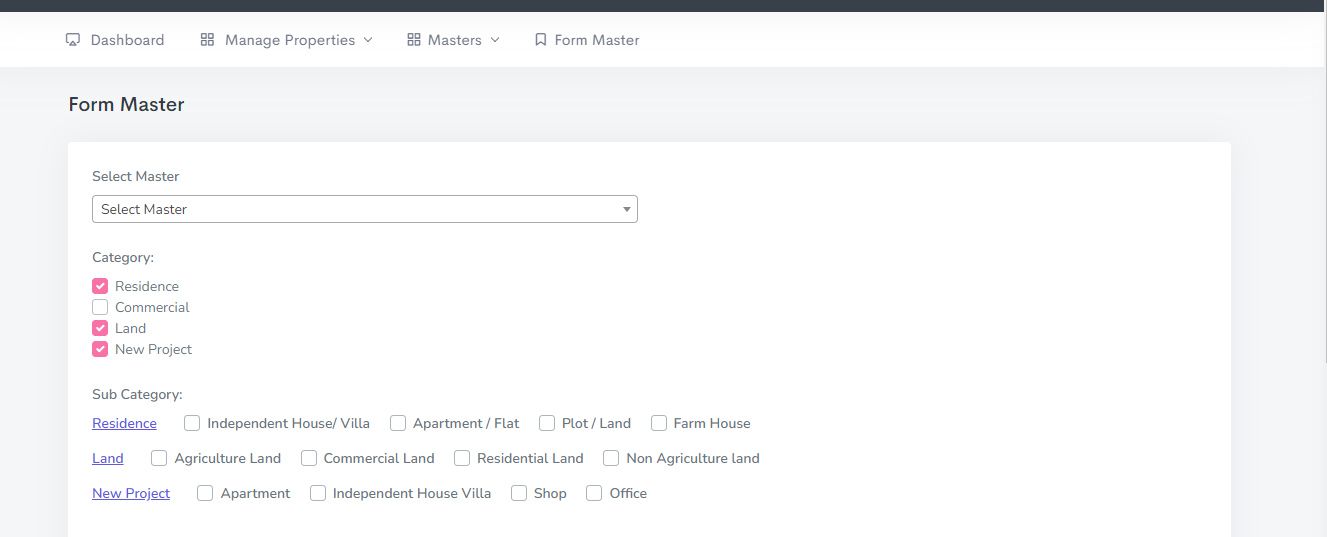 Dashboard Manage Properties Masters Form Master
Form Master
Select Master
Select Master
Category:
Residence
Commercial
Land
New Project
Sub Category:
Residence Independent House/ Villa Apartment / Flat Plot / Land Farm House
Land Agriculture Land Commercial Land Residential Land Non Agriculture land
New Project Apartment Independent House Villa Shop Office